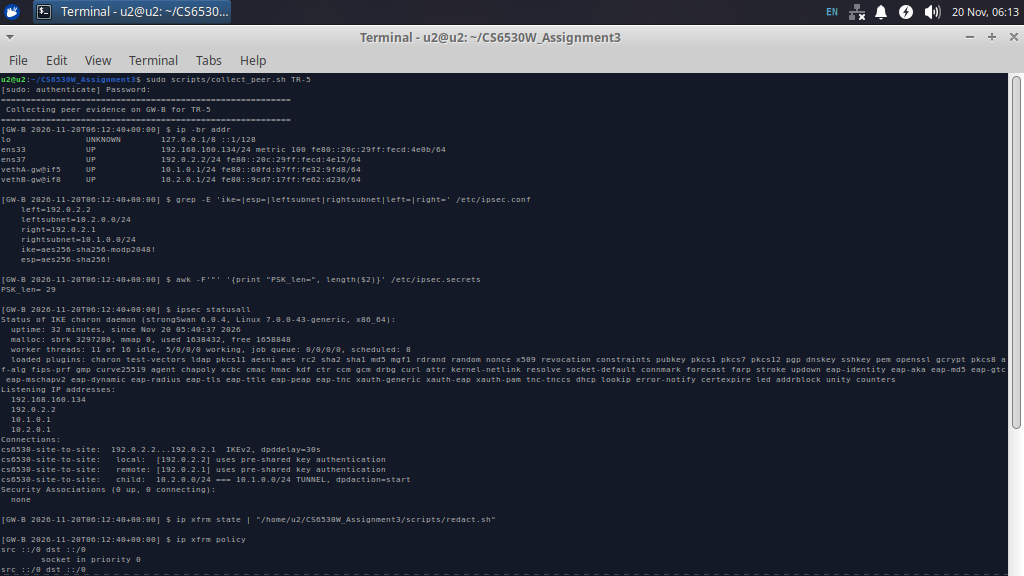 Terminal - u2@u2: ~/CS6530...
EN
20 Nov, 06:13
Terminal - u2@u2: ~/CS6530W_Assignment3
File Edit View Terminal Tabs Help
u2@u2:~/CS6530W_Assignment3$ sudo scripts/collect_peer.sh TR-5
[sudo: authenticate] Password:
==========================================================
 Collecting peer evidence on GW-B for TR-5
==========================================================
[GW-B 2026-11-20T06:12:40+00:00] $ ip -br addr
lo               UNKNOWN        127.0.0.1/8 ::1/128
ens33            UP             192.168.160.134/24 metric 100 fe80::20c:29ff:fecd:4e0b/64
ens37            UP             192.0.2.2/24 fe80::20c:29ff:fecd:4e15/64
vethA-gw@if5     UP             10.1.0.1/24 fe80::60fd:b7ff:fe32:9fd8/64
vethB-gw@if8     UP             10.2.0.1/24 fe80::9cd7:17ff:fe62:d236/64
[GW-B 2026-11-20T06:12:40+00:00] $ grep -E 'ike=|esp=|leftsubnet|rightsubnet|left=|right=' /etc/ipsec.conf
    left=192.0.2.2
    leftsubnet=10.2.0.0/24
    right=192.0.2.1
    rightsubnet=10.1.0.0/24
    ike=aes256-sha256-modp2048!
    esp=aes256-sha256!
[GW-B 2026-11-20T06:12:40+00:00] $ awk -F'"' '{print "PSK_len=", length($2)}' /etc/ipsec.secrets
PSK_len= 29
[GW-B 2026-11-20T06:12:40+00:00] $ ipsec statusall
Status of IKE charon daemon (strongSwan 6.0.4, Linux 7.0.0-43-generic, x86_64):
  uptime: 32 minutes, since Nov 20 05:40:37 2026
  malloc: sbrk 3297280, mmap 0, used 1638432, free 1658848
  worker threads: 11 of 16 idle, 5/0/0/0 working, job queue: 0/0/0/0, scheduled: 8
  loaded plugins: charon test-vectors ldap pkcs11 aesni aes rc2 sha2 sha1 md5 mgf1 rdrand random nonce x509 revocation constraints pubkey pkcs1 pkcs7 pkcs12 pgp dnskey sshkey pem openssl gcrypt pkcs8 a
f-alg fips-prf gmp curve25519 agent chapoly xcbc cmac hmac kdf ctr ccm gcm drbg curl attr kernel-netlink resolve socket-default connmark forecast farp stroke updown eap-identity eap-aka eap-md5 eap-gtc
 eap-mschapv2 eap-dynamic eap-radius eap-tls eap-ttls eap-peap eap-tnc xauth-generic xauth-eap xauth-pam tnc-tnccs dhcp lookip error-notify certexpire led addrblock unity counters
Listening IP addresses:
  192.168.160.134
  192.0.2.2
  10.1.0.1
  10.2.0.1
Connections:
cs6530-site-to-site:  192.0.2.2...192.0.2.1  IKEv2, dpddelay=30s
cs6530-site-to-site:   local:  [192.0.2.2] uses pre-shared key authentication
cs6530-site-to-site:   remote: [192.0.2.1] uses pre-shared key authentication
cs6530-site-to-site:   child:  10.2.0.0/24 === 10.1.0.0/24 TUNNEL, dpdaction=start
Security Associations (0 up, 0 connecting):
  none
[GW-B 2026-11-20T06:12:40+00:00] $ ip xfrm state | "/home/u2/CS6530W_Assignment3/scripts/redact.sh"
[GW-B 2026-11-20T06:12:40+00:00] $ ip xfrm policy
src ::/0 dst ::/0
        socket in priority 0
src ::/0 dst ::/0